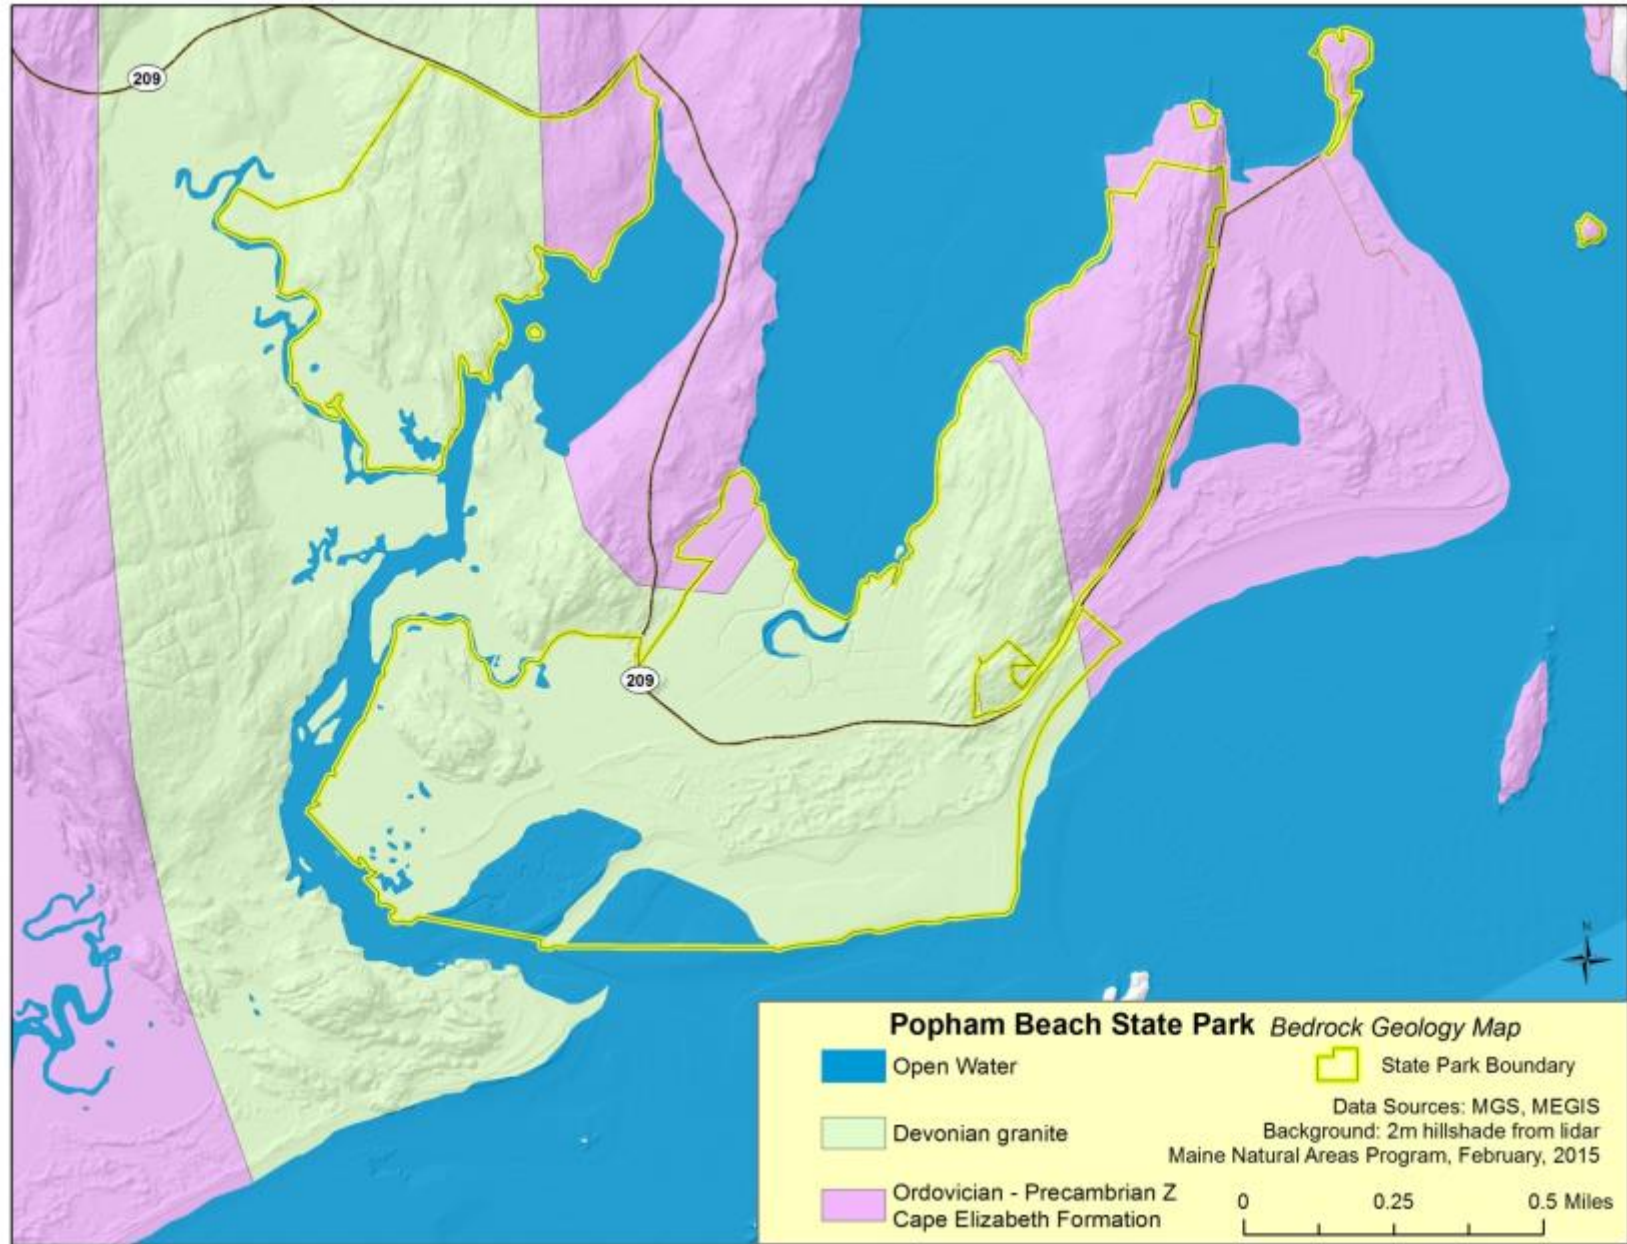 209
209
N
Popham Beach State Park Bedrock Geology Map
Open Water
State Park Boundary
Devonian granite
Data Sources: MGS, MEGIS
Background: 2m hillshade from lidar
Maine Natural Areas Program, February, 2015
Ordovician - Precambrian Z
Cape Elizabeth Formation
0 0.25 0.5 Miles